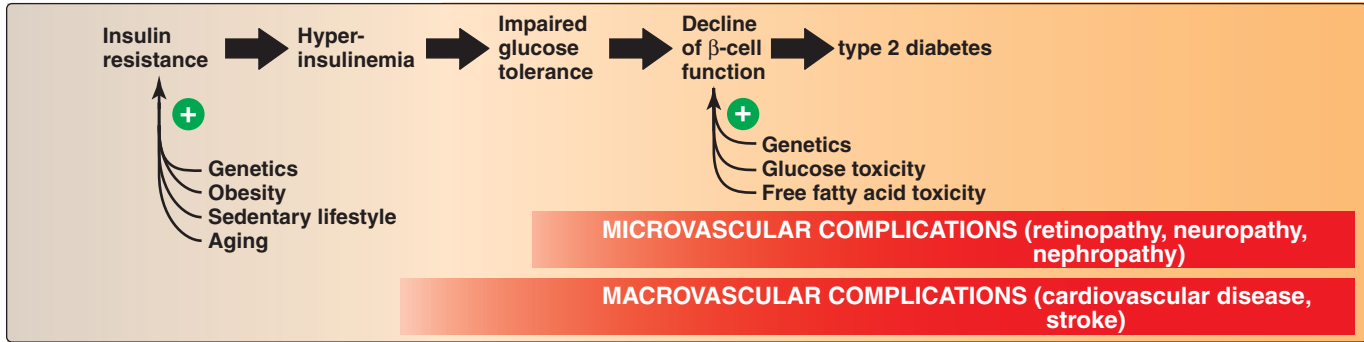 Insulin
resistance
Hyper-
insulinemia
Impaired
glucose
tolerance
Decline
of β-cell
function
type 2 diabetes
+
Genetics
Obesity
Sedentary lifestyle
Aging
+
Genetics
Glucose toxicity
Free fatty acid toxicity
MICROVASCULAR COMPLICATIONS (retinopathy, neuropathy,
nephropathy)
MACROVASCULAR COMPLICATIONS (cardiovascular disease,
stroke)